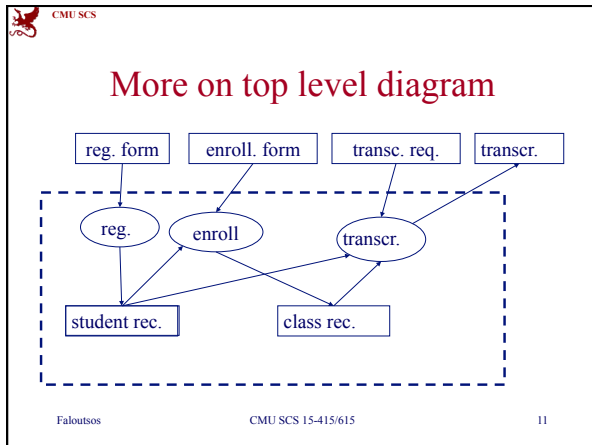 CMU SCS
More on top level diagram
reg. form enroll. form transc. req. transcr.
reg. enroll transcr.
student rec. class rec.
Faloutsos CMU SCS 15-415/615 11